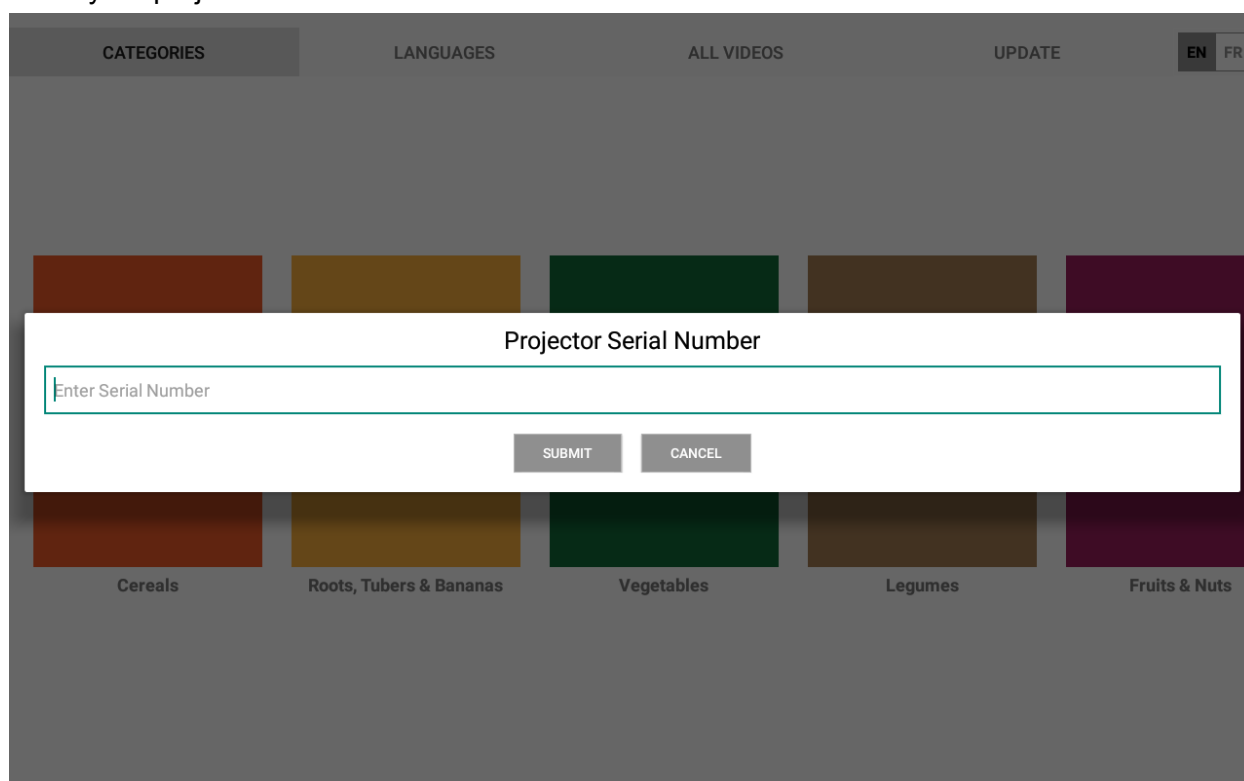 CATEGORIES LANGUAGES ALL VIDEOS UPDATE EN FR
Projector Serial Number
Enter Serial Number
SUBMIT CANCEL
Cereals Roots, Tubers & Bananas Vegetables Legumes Fruits & Nuts